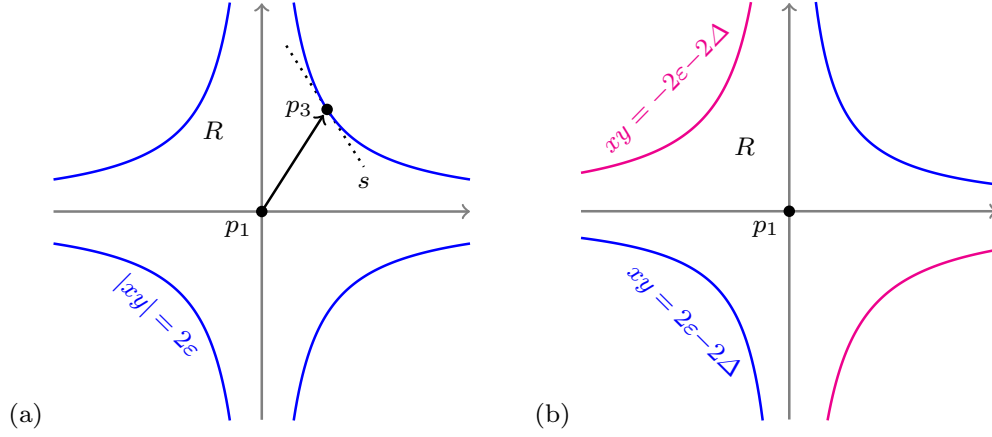 p₃
R
s
p₁
|xy| = 2ε
(a)
xy = −2ε−2Δ
R
p₁
xy = 2ε−2Δ
(b)